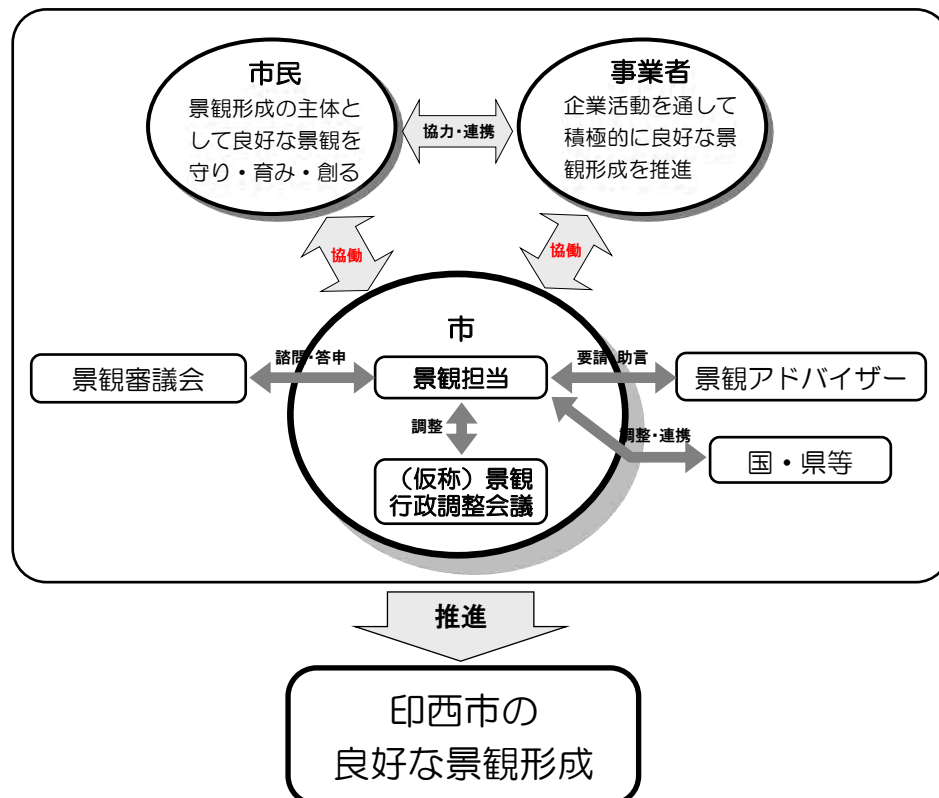 市民
景観形成の主体と
して良好な景観を
守り・育み・創る
協力・連携
事業者
企業活動を通して
積極的に良好な景
観形成を推進
協働
協働
市
諮問・答申
要請・助言
景観審議会
景観担当
景観アドバイザー
調整
調整・連携
国・県等
（仮称）景観
行政調整会議
推進
印西市の
良好な景観形成